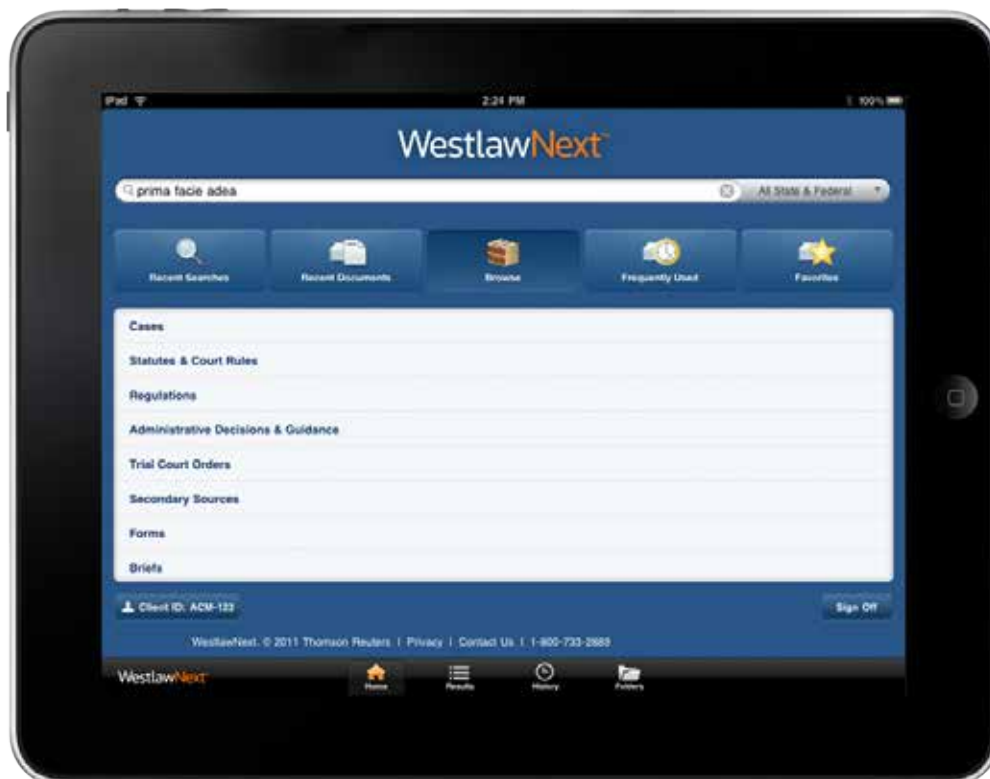 iPad 2:24 PM 100%
WestlawNext™
prima facie adea All State & Federal
Recent Searches Recent Documents Browse Frequently Used Favorites
Cases
Statutes & Court Rules
Regulations
Administrative Decisions & Guidance
Trial Court Orders
Secondary Sources
Forms
Briefs
Client ID: ACM-123 Sign Off
WestlawNext. © 2011 Thomson Reuters | Privacy | Contact Us | 1-800-733-2889
WestlawNext Home Results History Folders